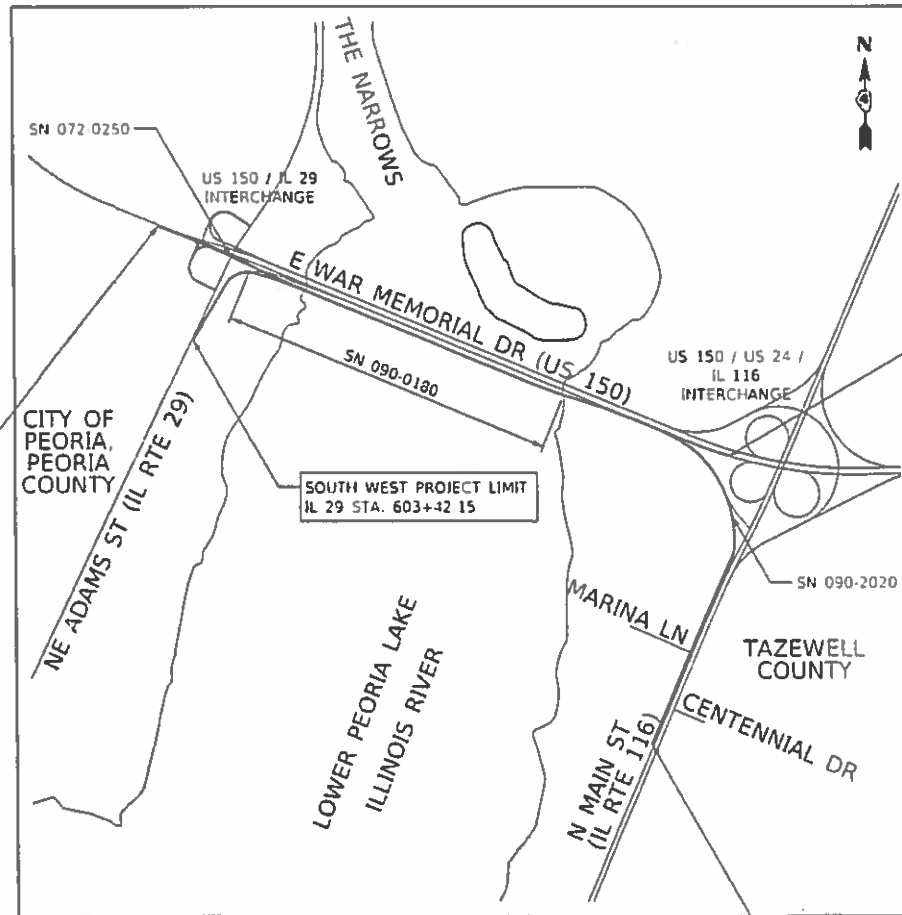 N
THE NARROWS
SN 072-0250
US 150 / IL 29
INTERCHANGE
E WAR MEMORIAL DR (US 150)
SN 090-0180
US 150 / US 24 /
IL 116
INTERCHANGE
CITY OF
PEORIA,
PEORIA
COUNTY
NE ADAMS ST (IL RTE 29)
SOUTH WEST PROJECT LIMIT
IL 29 STA. 603+42 15
SN 090-2020
MARINA LN
TAZEWELL
COUNTY
LOWER PEORIA LAKE
ILLINOIS RIVER
CENTENNIAL DR
N MAIN ST
(IL RTE 116)